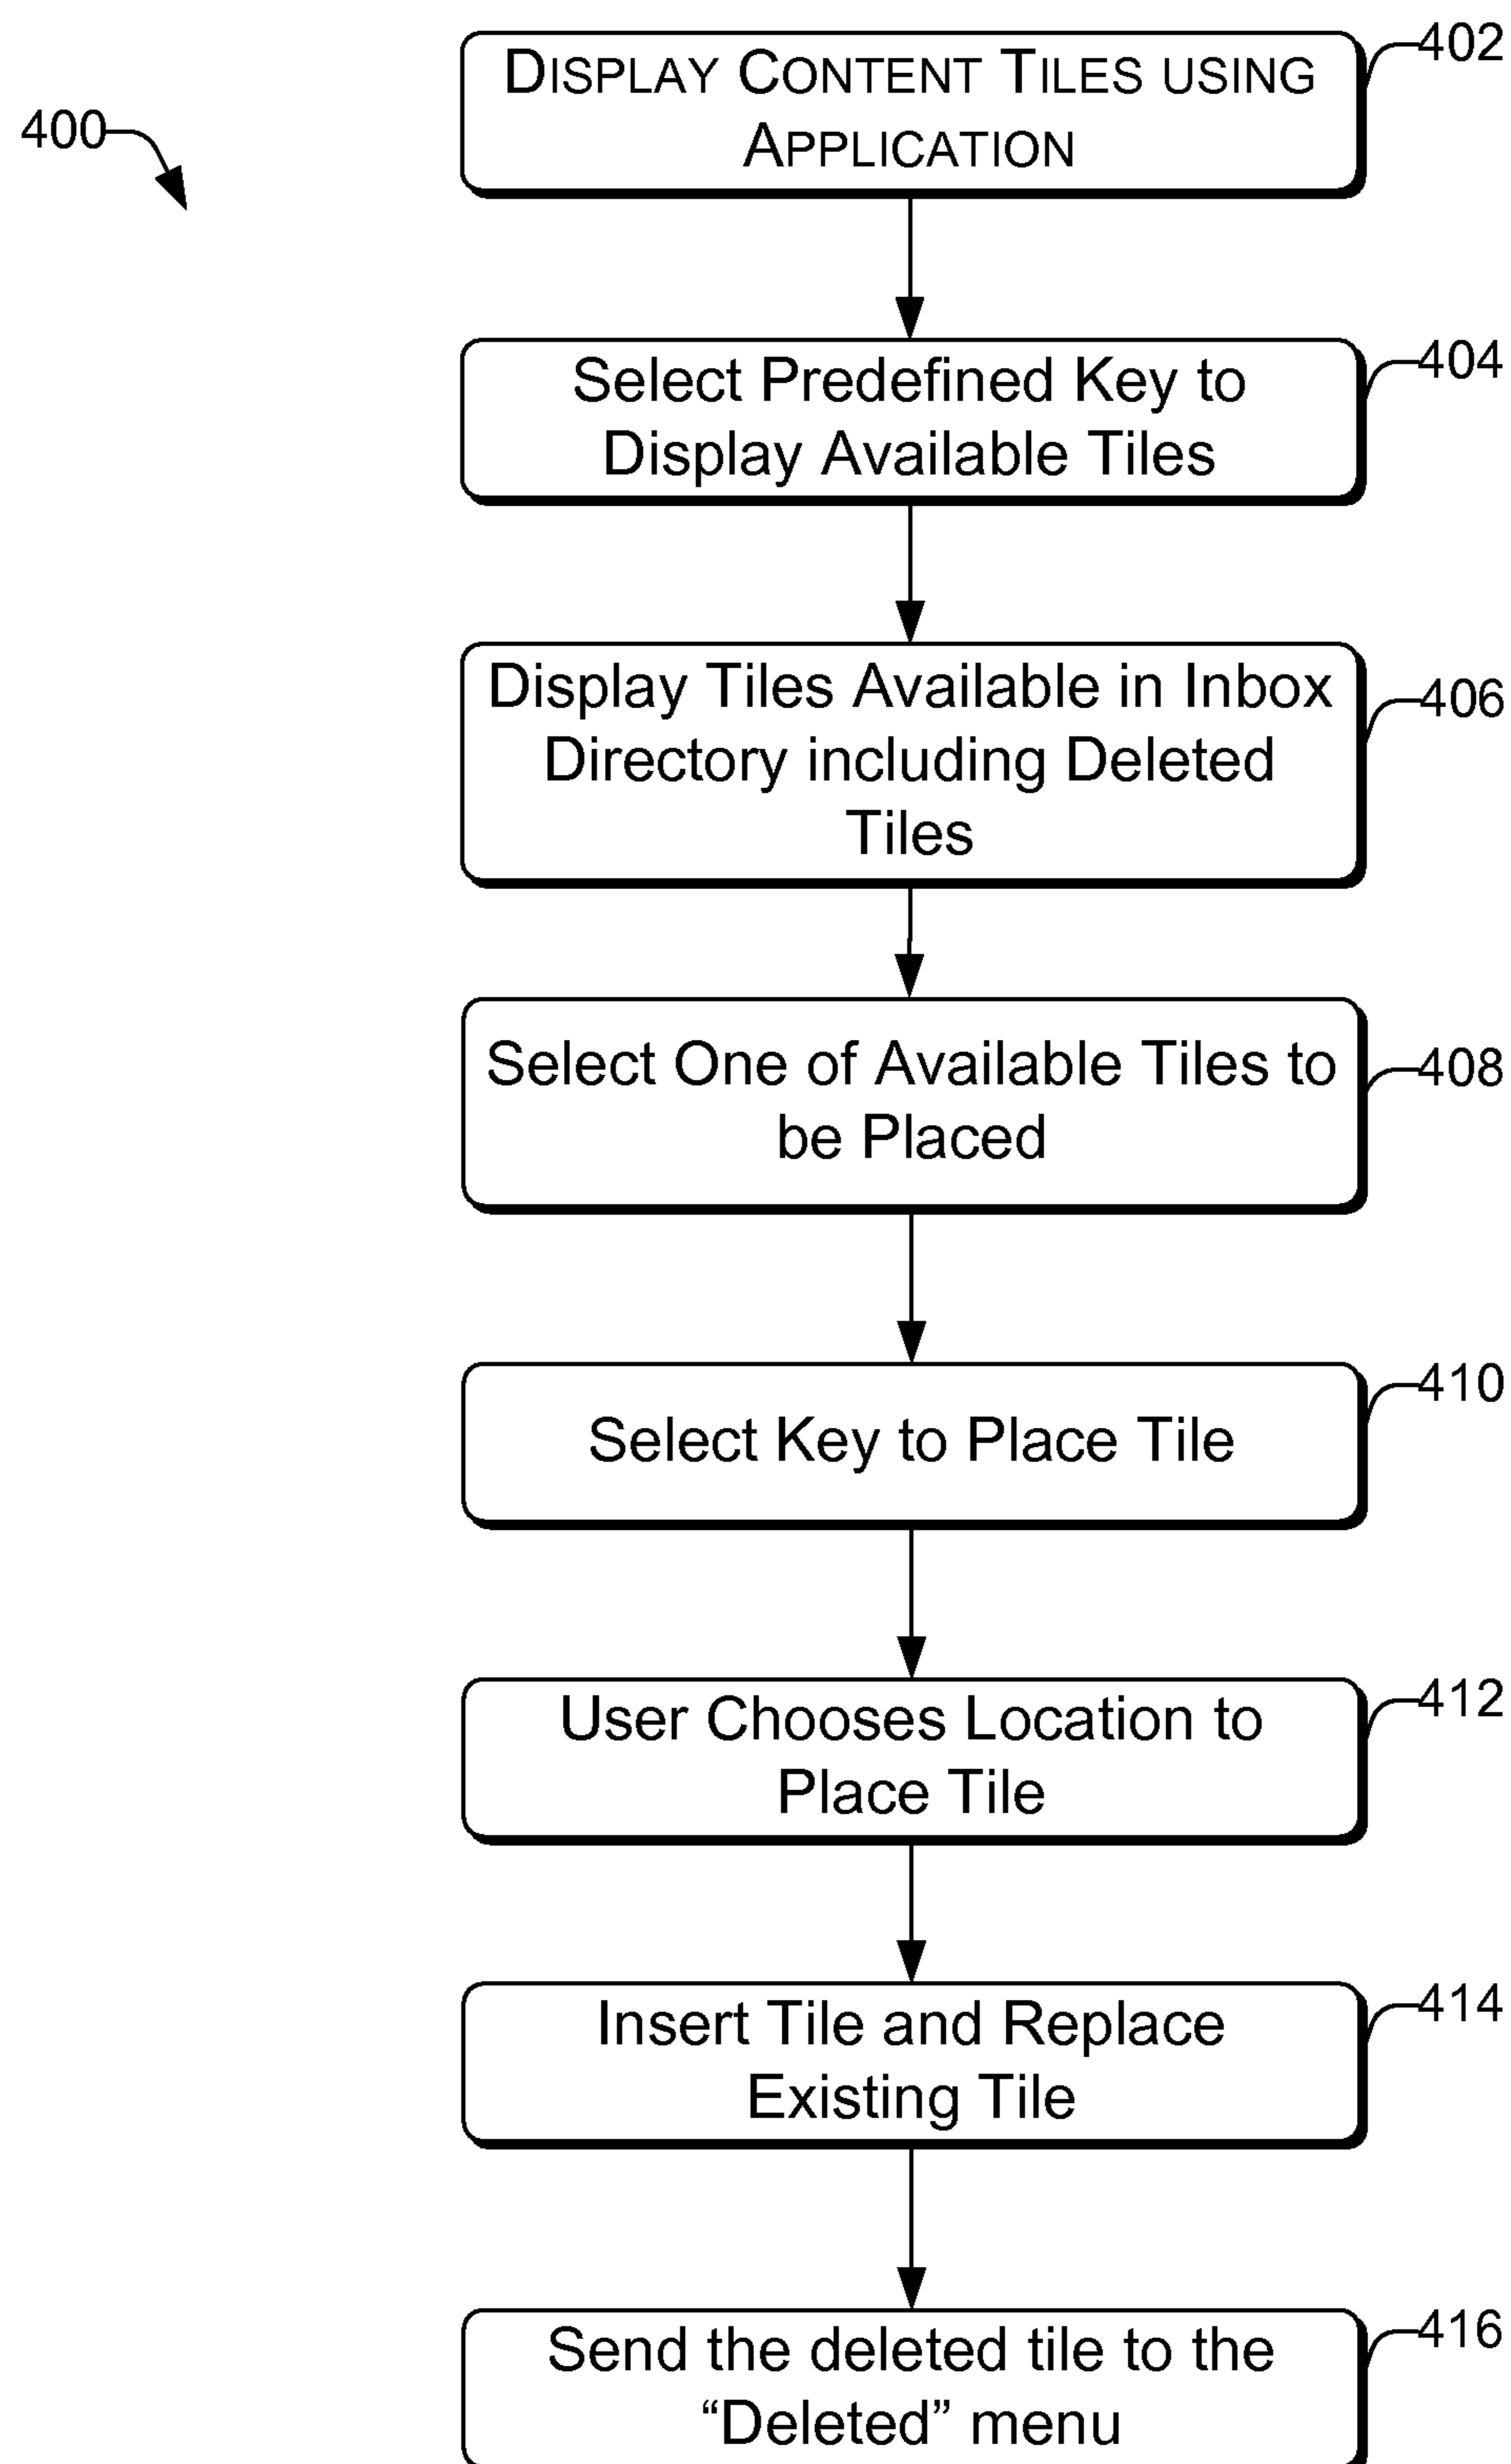 400
DISPLAY CONTENT TILES USING
APPLICATION
402
Select Predefined Key to
Display Available Tiles
404
Display Tiles Available in Inbox
Directory including Deleted
Tiles
406
Select One of Available Tiles to
be Placed
408
Select Key to Place Tile
410
User Chooses Location to
Place Tile
412
Insert Tile and Replace
Existing Tile
414
Send the deleted tile to the
“Deleted” menu
416